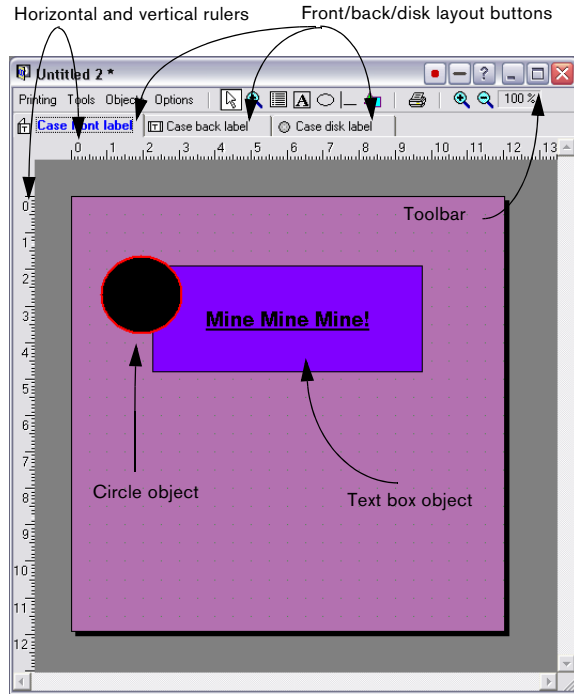 Horizontal and vertical rulers
Front/back/disk layout buttons
Untitled 2 *
Printing Tools Object Options
A
100 %
Case front label
Case back label
Case disk label
0 1 2 3 4 5 6 7 8 9 10 11 12 13
0
1
2
3
4
5
6
7
8
9
10
11
12
Toolbar
Mine Mine Mine!
Circle object
Text box object